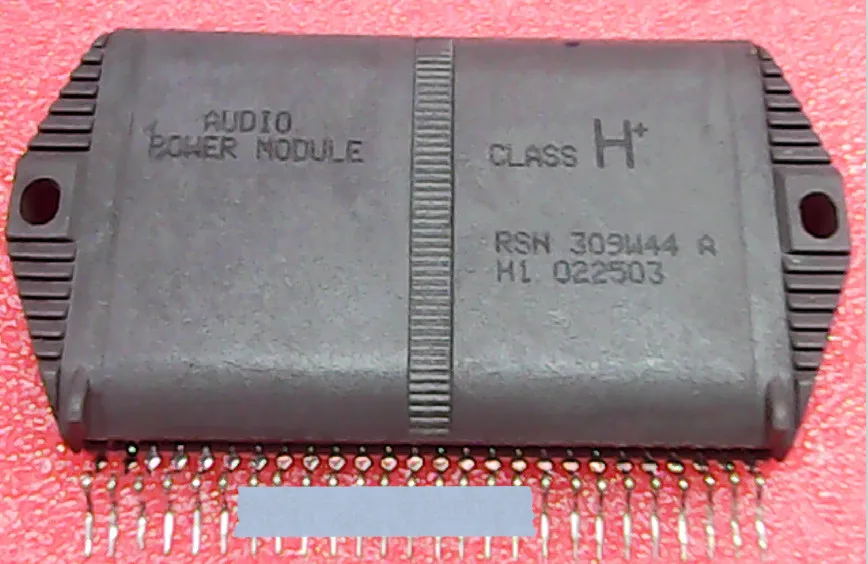 AUDIO
POWER MODULE
CLASS H+
RSN 309W44 A
H1 022503